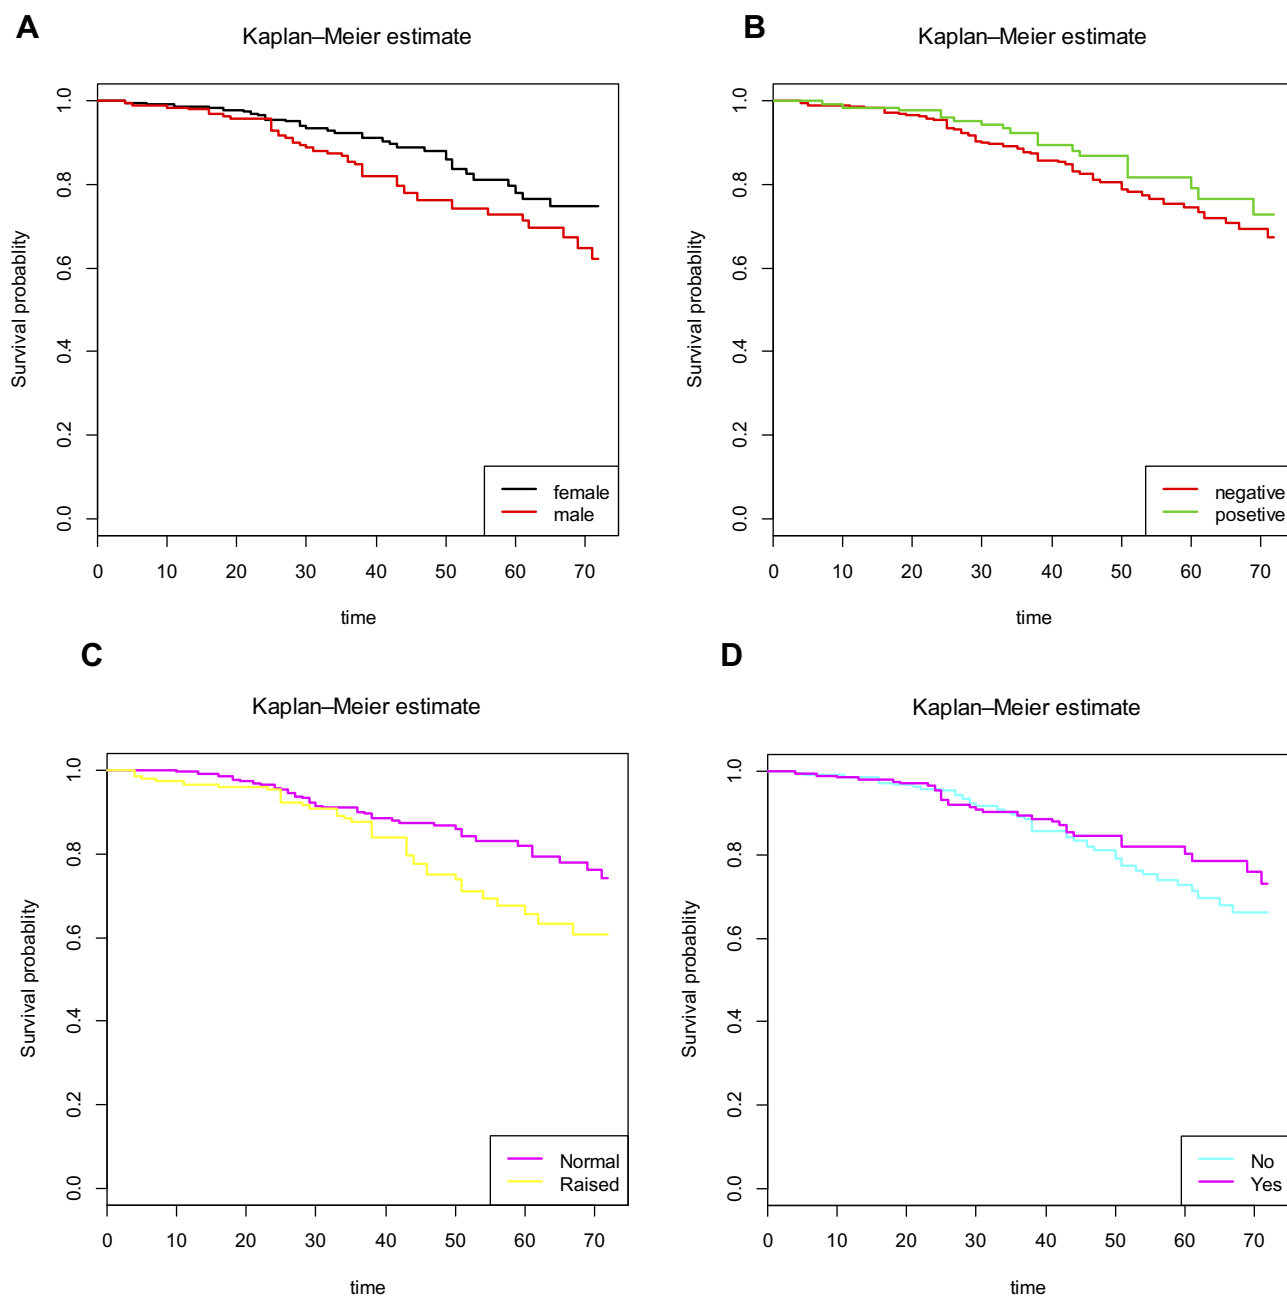 A
Kaplan–Meier estimate
Survival probablity
1.0
0.8
0.6
0.4
0.2
0.0
female
male
0 10 20 30 40 50 60 70
time
B
Kaplan–Meier estimate
Survival probablity
1.0
0.8
0.6
0.4
0.2
0.0
negative
posetive
0 10 20 30 40 50 60 70
time
C
Kaplan–Meier estimate
Survival probablity
1.0
0.8
0.6
0.4
0.2
0.0
Normal
Raised
0 10 20 30 40 50 60 70
time
D
Kaplan–Meier estimate
Survival probablity
1.0
0.8
0.6
0.4
0.2
0.0
No
Yes
0 10 20 30 40 50 60 70
time